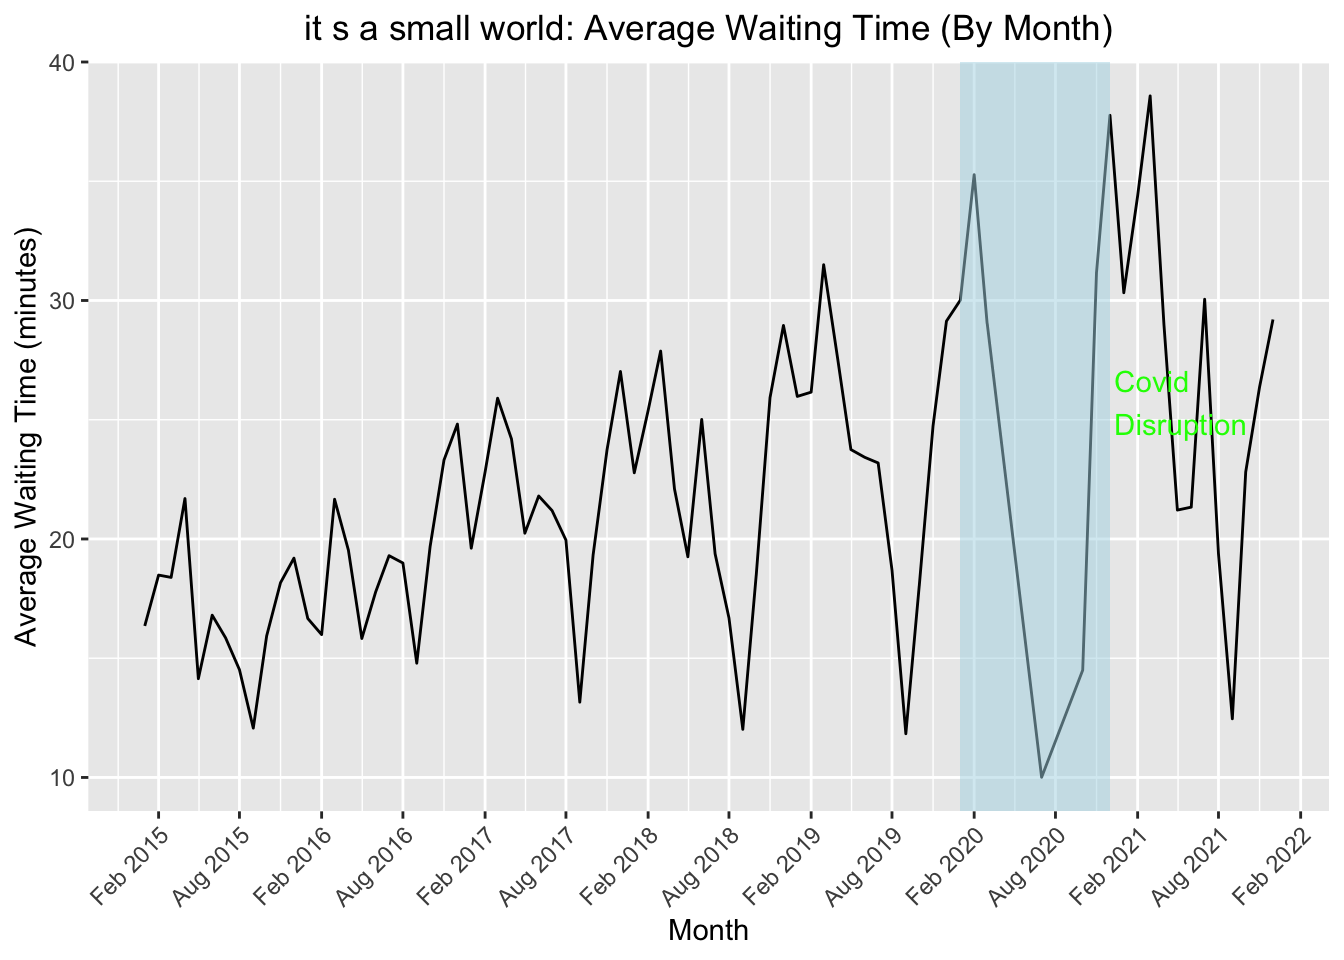 it s a small world: Average Waiting Time (By Month)
Average Waiting Time (minutes)
40
30
20
10
Covid
Disruption
Feb 2015
Aug 2015
Feb 2016
Aug 2016
Feb 2017
Aug 2017
Feb 2018
Aug 2018
Feb 2019
Aug 2019
Feb 2020
Aug 2020
Feb 2021
Aug 2021
Feb 2022
Month